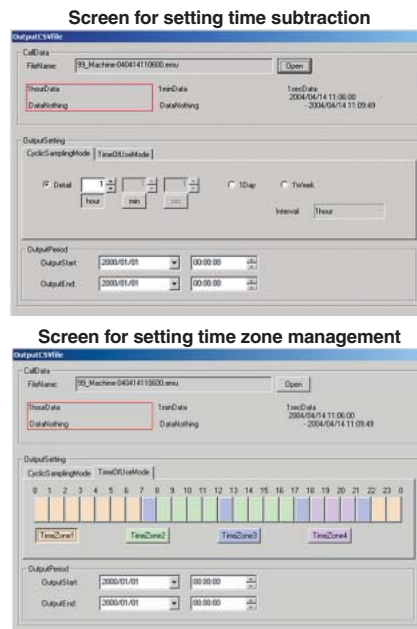 Screen for setting time subtraction
OutputCSVfile
CallData
FileName: 99_Machine-040414110600.emu Open
1hourData 1minData 1secData
DataNothing DataNothing 2004/04/14 11:06:00
- 2004/04/14 11:09:49
OutputSetting
CyclicSamplingMode TimeOfUseMode
Detail 1 1 1 1Day 1Week
hour min sec
Interval 1hour
OutputPeriod
OutputStart: 2000/01/01 00:00:00
OutputEnd: 2000/01/01 00:00:00
Screen for setting time zone management
OutputCSVfile
CallData
FileName: 99_Machine-040414110600.emu Open
1hourData 1minData 1secData
DataNothing DataNothing 2004/04/14 11:06:00
- 2004/04/14 11:09:49
OutputSetting
CyclicSamplingMode TimeOfUseMode
0 1 2 3 4 5 6 7 8 9 10 11 12 13 14 15 16 17 18 19 20 21 22 23 0
TimeZone1 TimeZone2 TimeZone3 TimeZone4
OutputPeriod
OutputStart: 2000/01/01 00:00:00
OutputEnd: 2000/01/01 00:00:00